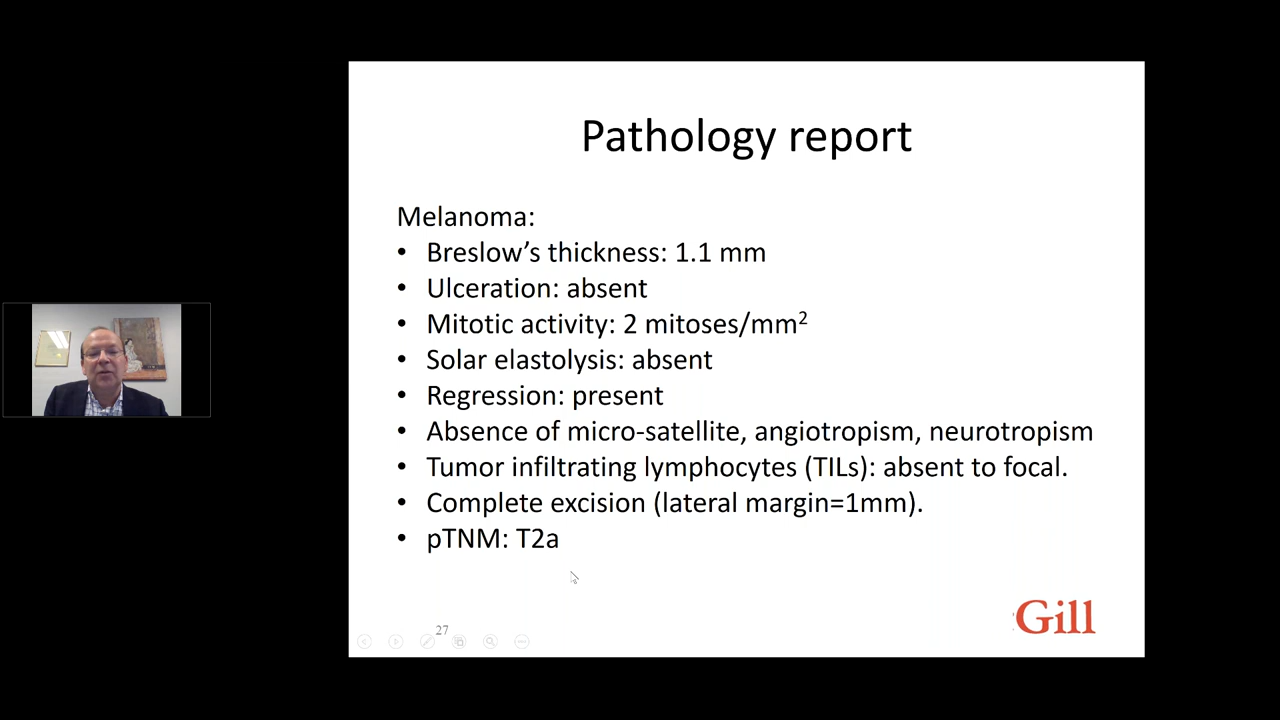 Pathology report
Melanoma:
• Breslow’s thickness: 1.1 mm
• Ulceration: absent
• Mitotic activity: 2 mitoses/mm²
• Solar elastolysis: absent
• Regression: present
• Absence of micro-satellite, angiotropism, neurotropism
• Tumor infiltrating lymphocytes (TILs): absent to focal.
• Complete excision (lateral margin=1mm).
• pTNM: T2a
27
Gill